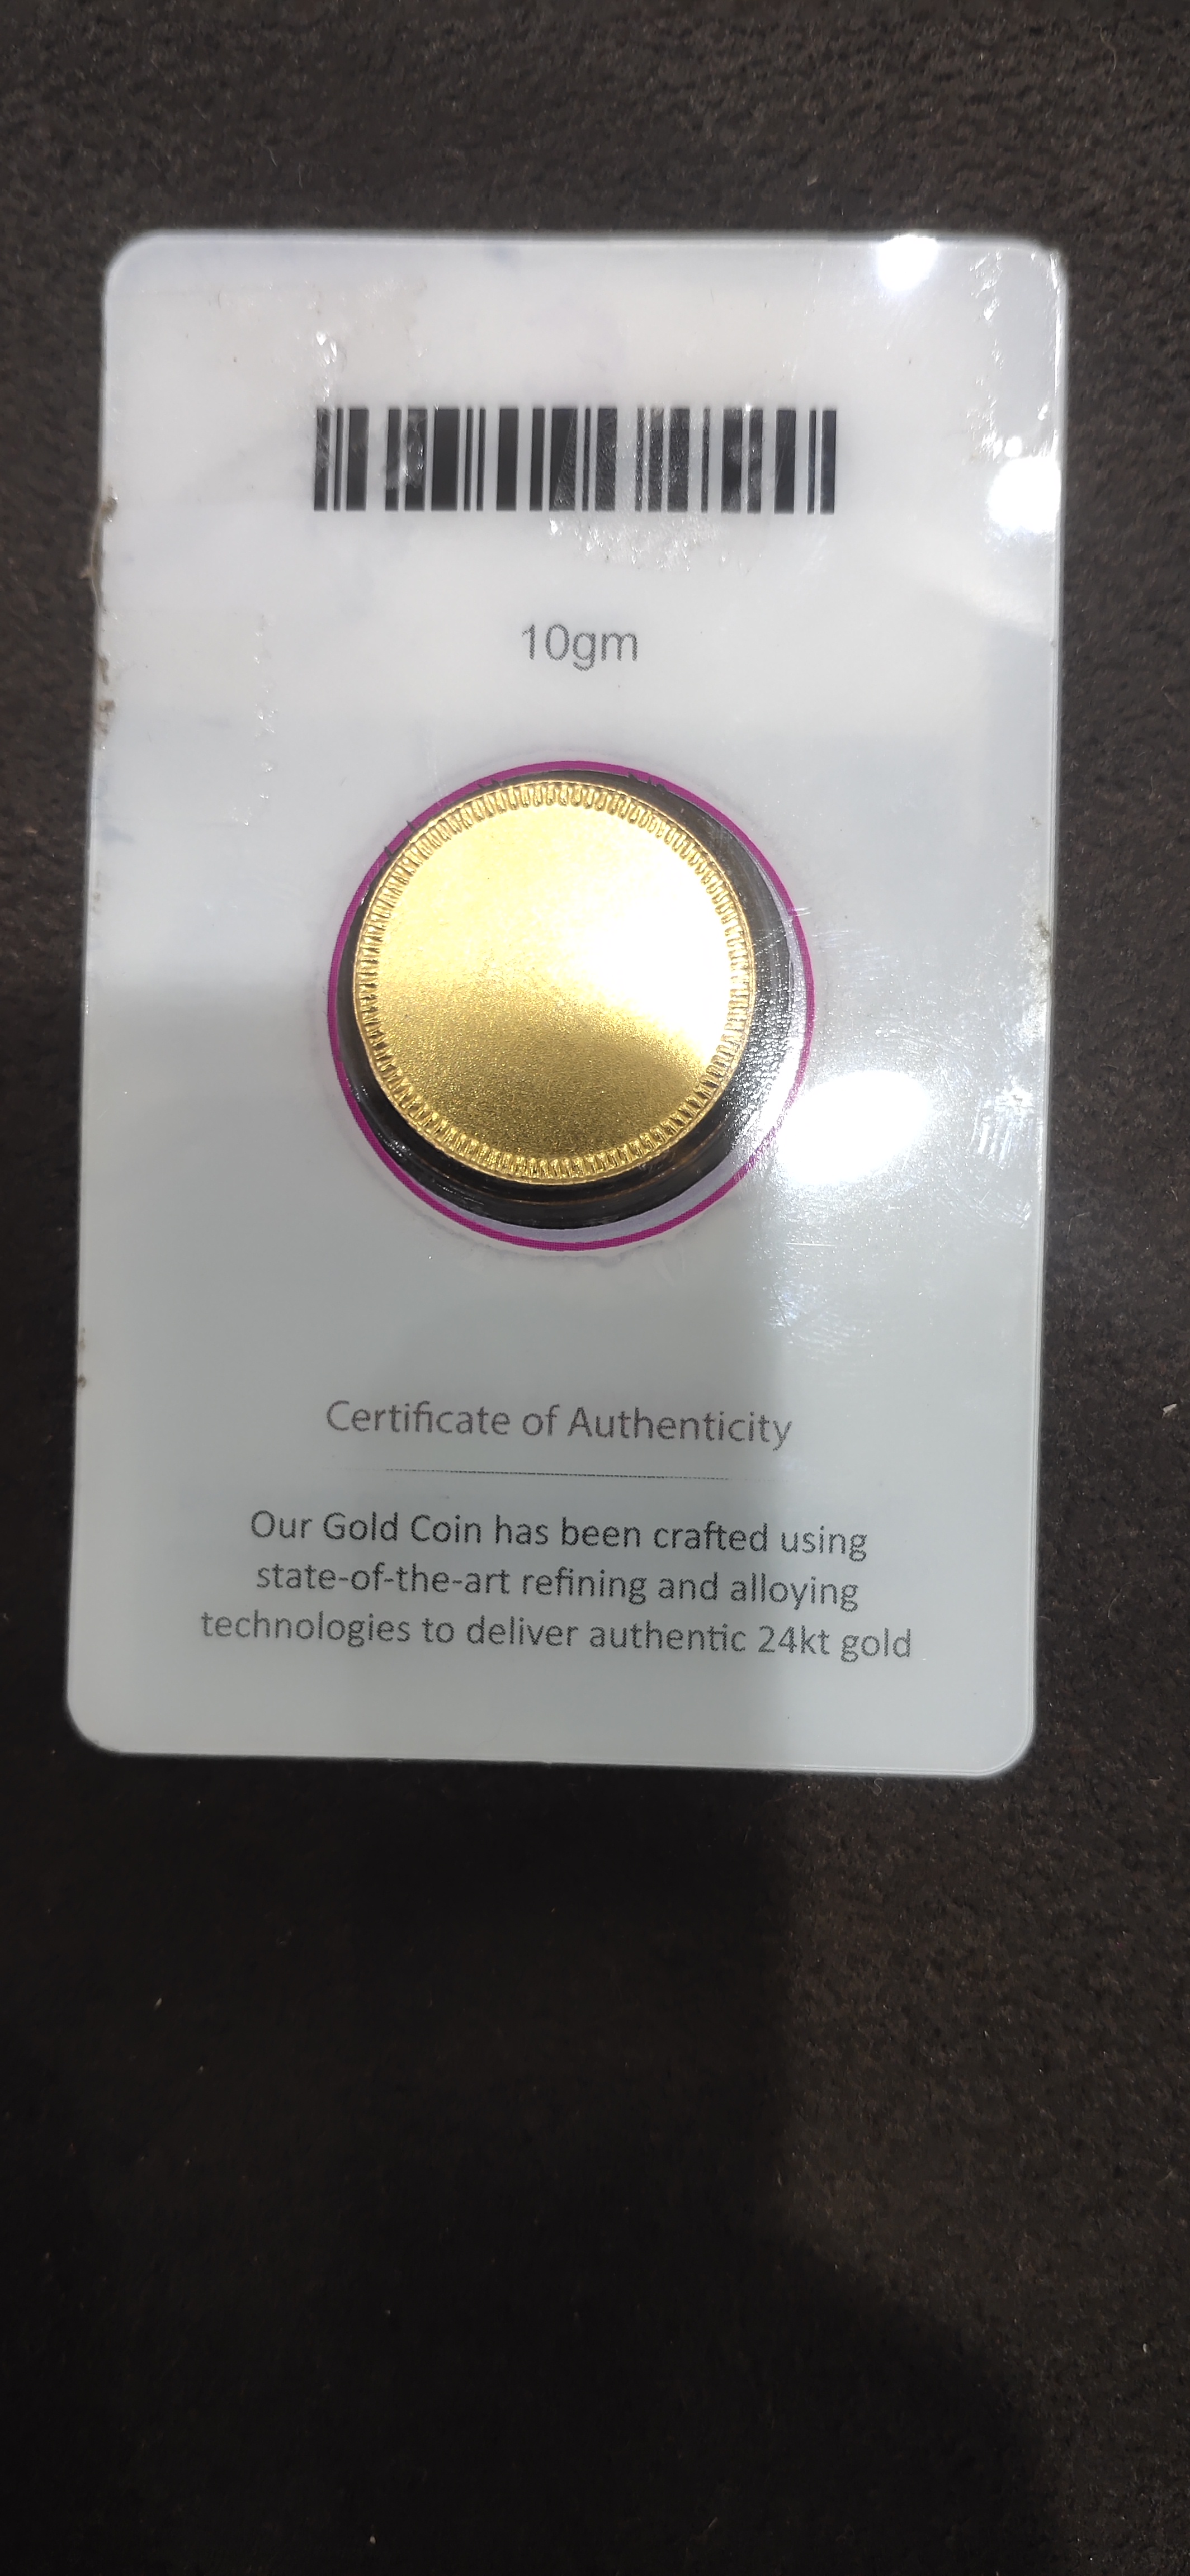 10gm
Certificate of Authenticity
Our Gold Coin has been crafted using
state-of-the-art refining and alloying
technologies to deliver authentic 24kt gold